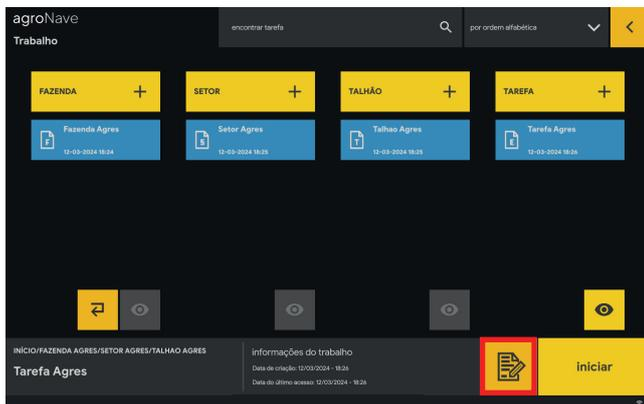 agroNave
Trabalho
encontrar tarefa
por ordem alfabética
FAZENDA
SETOR
TALHÃO
TAREFA
F
Fazenda Agres
12-03-2024 18:24
S
Setor Agres
12-03-2024 18:25
T
Talhao Agres
12-03-2024 18:25
E
Tarefa Agres
12-03-2024 18:26
INÍCIO/FAZENDA AGRES/SETOR AGRES/TALHAO AGRES
Tarefa Agres
informações do trabalho
Data de criação: 12/03/2024 - 18:26
Data do último acesso: 12/03/2024 - 18:26
iniciar